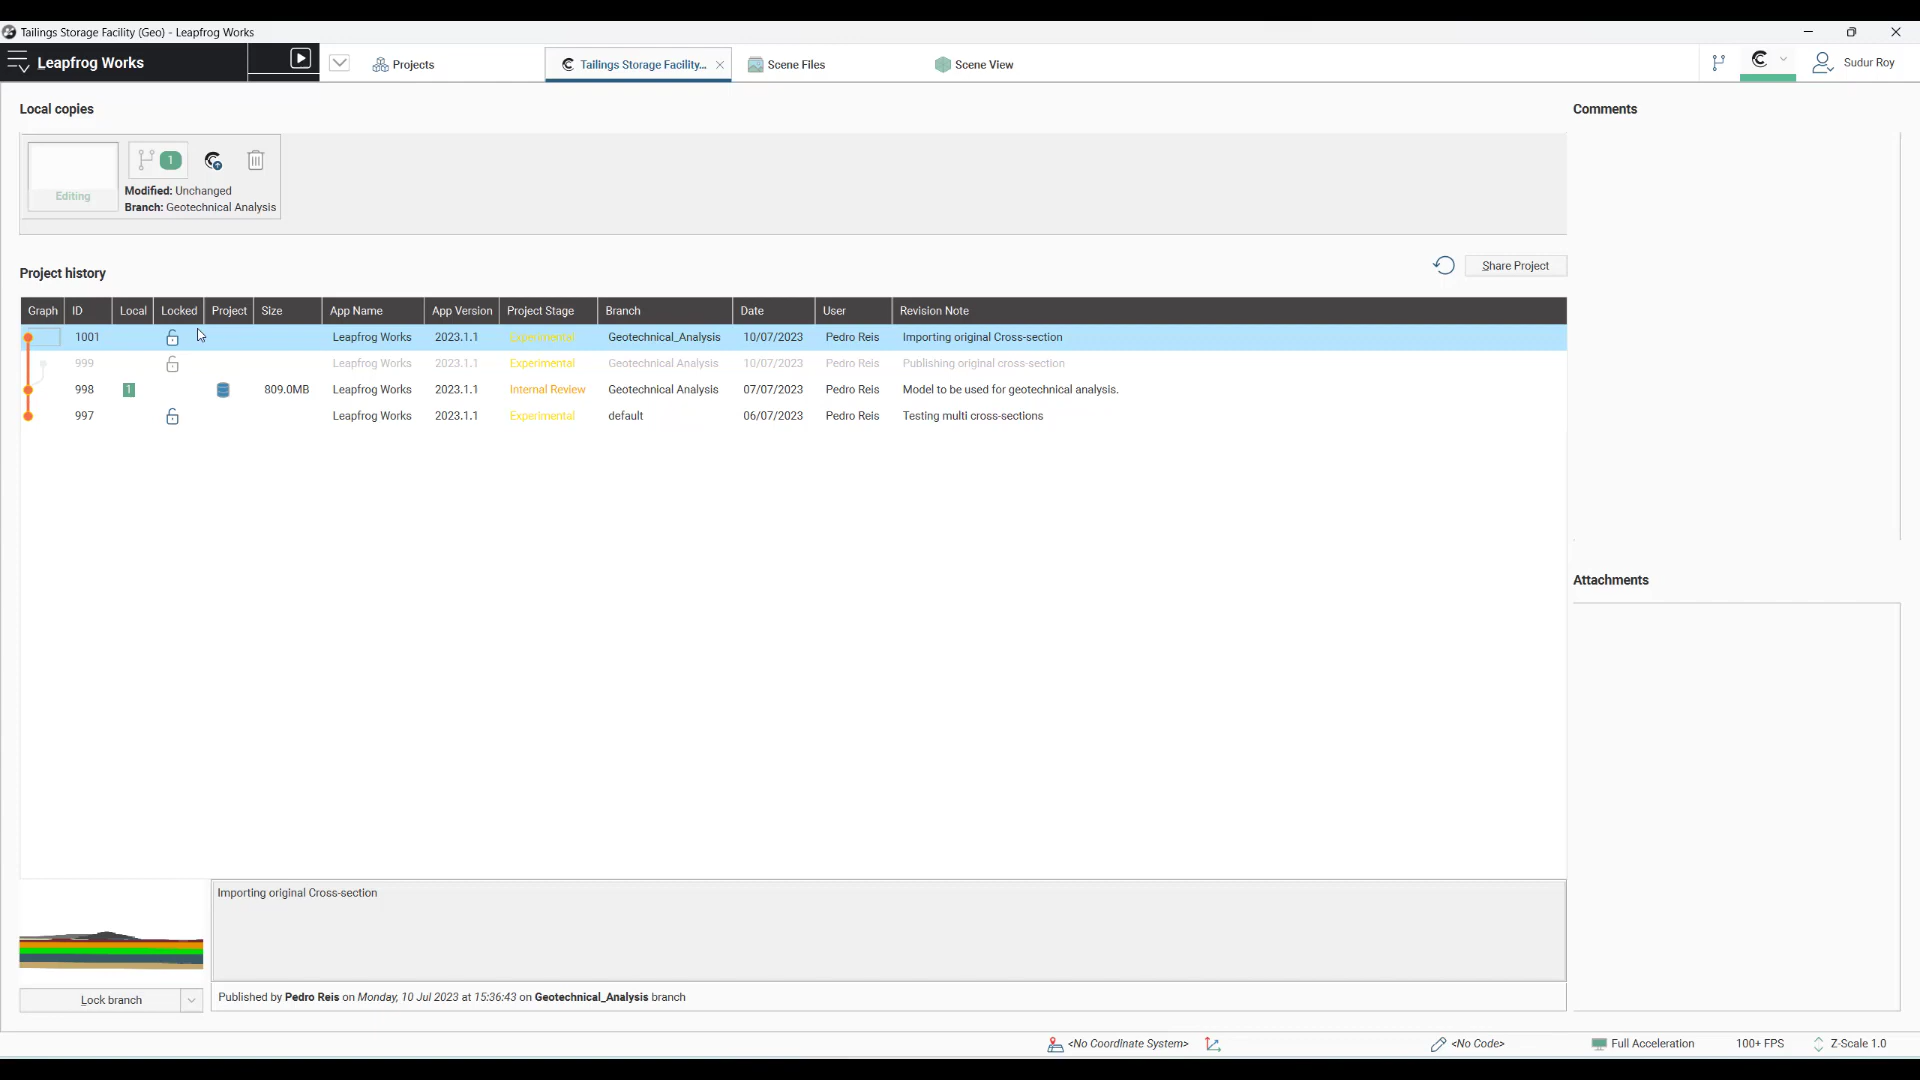 Tailings Storage Facility (Geo) - Leapfrog Works
Leapfrog Works Projects Tailings Storage Facility... Scene Files Scene View Sudur Roy
Local copies
Comments
1
Editing
Modified: Unchanged
Branch: Geotechnical Analysis
Project history
Share Project
Graph ID Local Locked Project Size App Name App Version Project Stage Branch Date User Revision Note
1001 Leapfrog Works 2023.1.1 Experimental Geotechnical_Analysis 10/07/2023 Pedro Reis Importing original Cross-section
999 Leapfrog Works 2023.1.1 Experimental Geotechnical Analysis 10/07/2023 Pedro Reis Publishing original cross-section
998 1 809.0MB Leapfrog Works 2023.1.1 Internal Review Geotechnical Analysis 07/07/2023 Pedro Reis Model to be used for geotechnical analysis.
997 Leapfrog Works 2023.1.1 Experimental default 06/07/2023 Pedro Reis Testing multi cross-sections
Attachments
Importing original Cross-section
Lock branch
Published by Pedro Reis on Monday, 10 Jul 2023 at 15:36:43 on Geotechnical_Analysis branch
<No Coordinate System> <No Code> Full Acceleration 100+ FPS Z-Scale 1.0